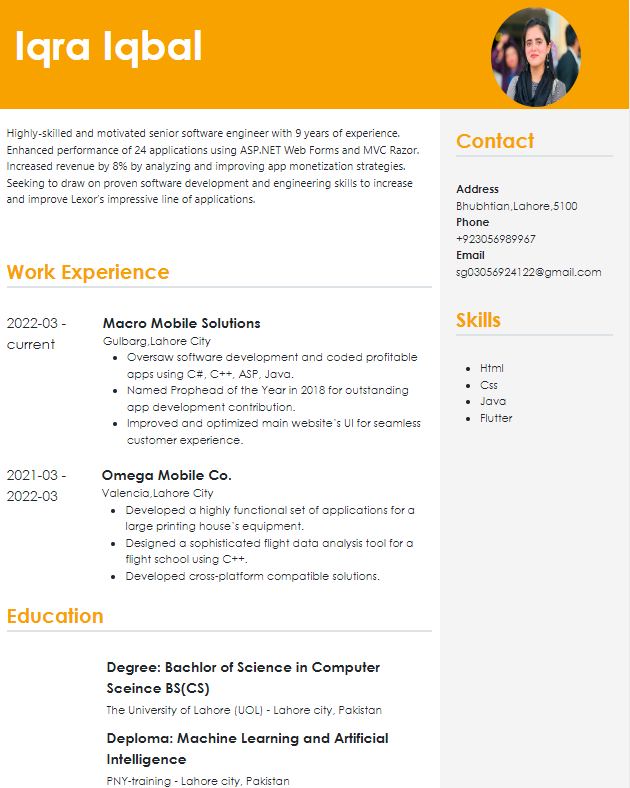 Iqra Iqbal
Highly-skilled and motivated senior software engineer with 9 years of experience.
Enhanced performance of 24 applications using ASP.NET Web Forms and MVC Razor.
Increased revenue by 8% by analyzing and improving app monetization strategies.
Seeking to draw on proven software development and engineering skills to increase
and improve Lexor's impressive line of applications.
Work Experience
2022-03 -
current
Macro Mobile Solutions
Gulbarg,Lahore City
• Oversaw software development and coded profitable
apps using C#, C++, ASP, Java.
• Named Prophead of the Year in 2018 for outstanding
app development contribution.
• Improved and optimized main website`s UI for seamless
customer experience.
2021-03 -
2022-03
Omega Mobile Co.
Valencia,Lahore City
• Developed a highly functional set of applications for a
large printing house`s equipment.
• Designed a sophisticated flight data analysis tool for a
flight school using C++.
• Developed cross-platform compatible solutions.
Education
Degree: Bachlor of Science in Computer
Sceince BS(CS)
The University of Lahore (UOL) - Lahore city, Pakistan
Deploma: Machine Learning and Artificial
Intelligence
PNY-training - Lahore city, Pakistan
Contact
Address
Bhubhtian,Lahore,5100
Phone
+923056989967
Email
sg03056924122@gmail.com
Skills
• Html
• Css
• Java
• Flutter